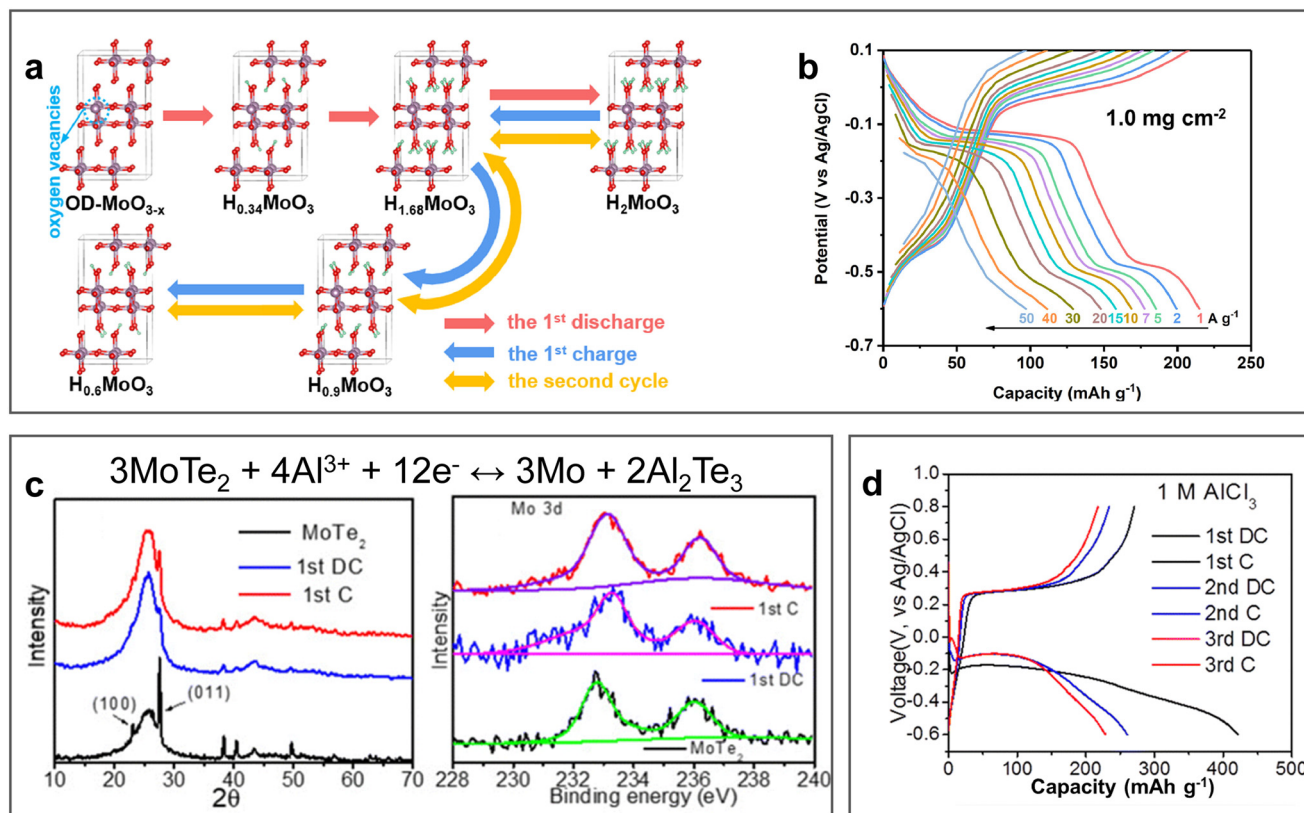 a
oxygen vacancies
OD-MoO3-x
H0.34MoO3
H1.68MoO3
H2MoO3
H0.6MoO3
H0.9MoO3
the 1st discharge
the 1st charge
the second cycle
b
1.0 mg cm-2
Potential (V vs Ag/AgCl)
0.1
-0.1
-0.3
-0.5
-0.7
50 40 30 20 15 10 7 5 2 1 A g-1
0 50 100 150 200 250
Capacity (mAh g-1)
c
3MoTe2 + 4Al3+ + 12e- ↔ 3Mo + 2Al2Te3
MoTe2
1st DC
1st C
Intensity
(100)
(011)
10 20 30 40 50 60 70
2θ
Mo 3d
1st C
1st DC
MoTe2
Intensity
228 230 232 234 236 238 240
Binding energy (eV)
d
1 M AlCl3
1st DC
1st C
2nd DC
2nd C
3rd DC
3rd C
Voltage(V, vs Ag/AgCl)
1.0
0.8
0.6
0.4
0.2
0.0
-0.2
-0.4
-0.6
0 100 200 300 400 500
Capacity (mAh g-1)